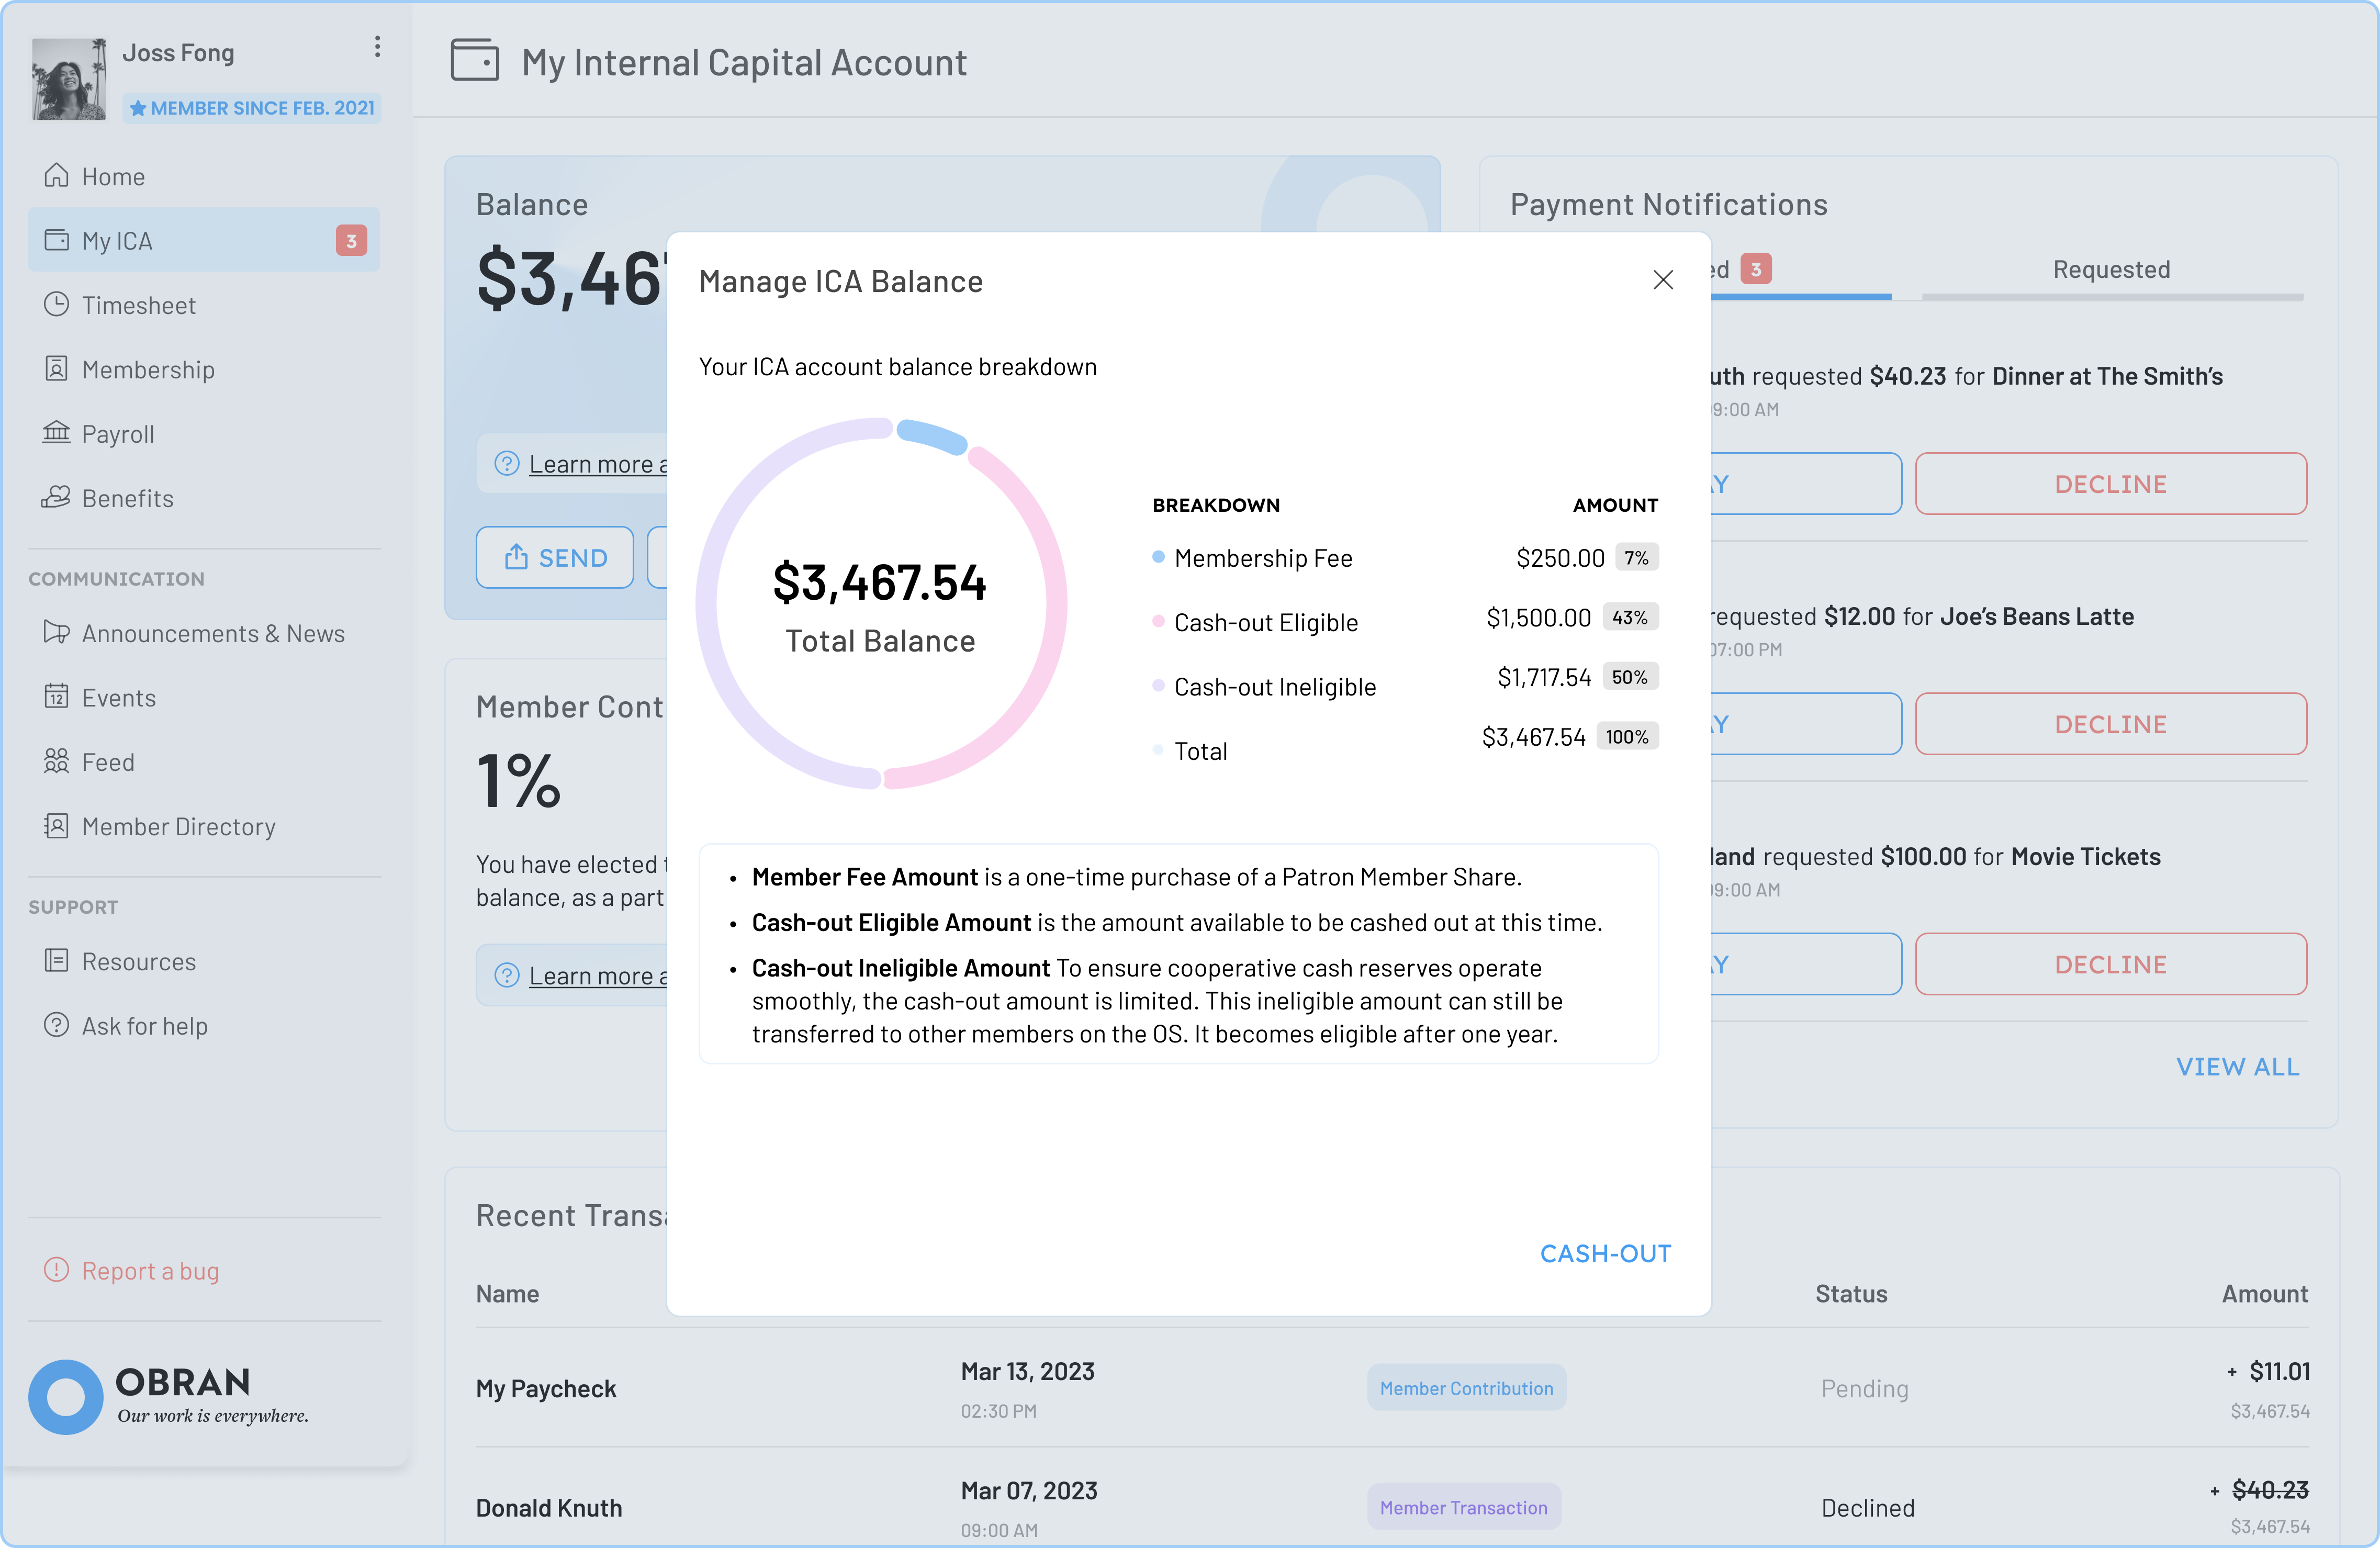 Joss Fong
MEMBER SINCE FEB. 2021
Home
My ICA 3
Timesheet
Membership
Payroll
Benefits
COMMUNICATION
Announcements & News
12 Events
Feed
Member Directory
SUPPORT
Resources
Ask for help
Report a bug
OBRAN
Our work is everywhere.
My Internal Capital Account
Balance
$3,467
Learn more
SEND
Member Cont
1%
You have elected
balance, as a part
Learn more
Payment Notifications
3 Requested
requested $40.23 for Dinner at The Smith's
9:00 AM
DECLINE
requested $12.00 for Joe's Beans Latte
07:00 PM
DECLINE
requested $100.00 for Movie Tickets
09:00 AM
DECLINE
VIEW ALL
Manage ICA Balance
Your ICA account balance breakdown
$3,467.54
Total Balance
BREAKDOWN AMOUNT
Membership Fee $250.00 7%
Cash-out Eligible $1,500.00 43%
Cash-out Ineligible $1,717.54 50%
Total $3,467.54 100%
• Member Fee Amount is a one-time purchase of a Patron Member Share.
• Cash-out Eligible Amount is the amount available to be cashed out at this time.
• Cash-out Ineligible Amount To ensure cooperative cash reserves operate
smoothly, the cash-out amount is limited. This ineligible amount can still be
transferred to other members on the OS. It becomes eligible after one year.
CASH-OUT
Recent Transa
Name Status Amount
My Paycheck Mar 13, 2023 Member Contribution Pending + $11.01
02:30 PM $3,467.54
Donald Knuth Mar 07, 2023 Member Transaction Declined + $40.23
09:00 AM $3,467.54